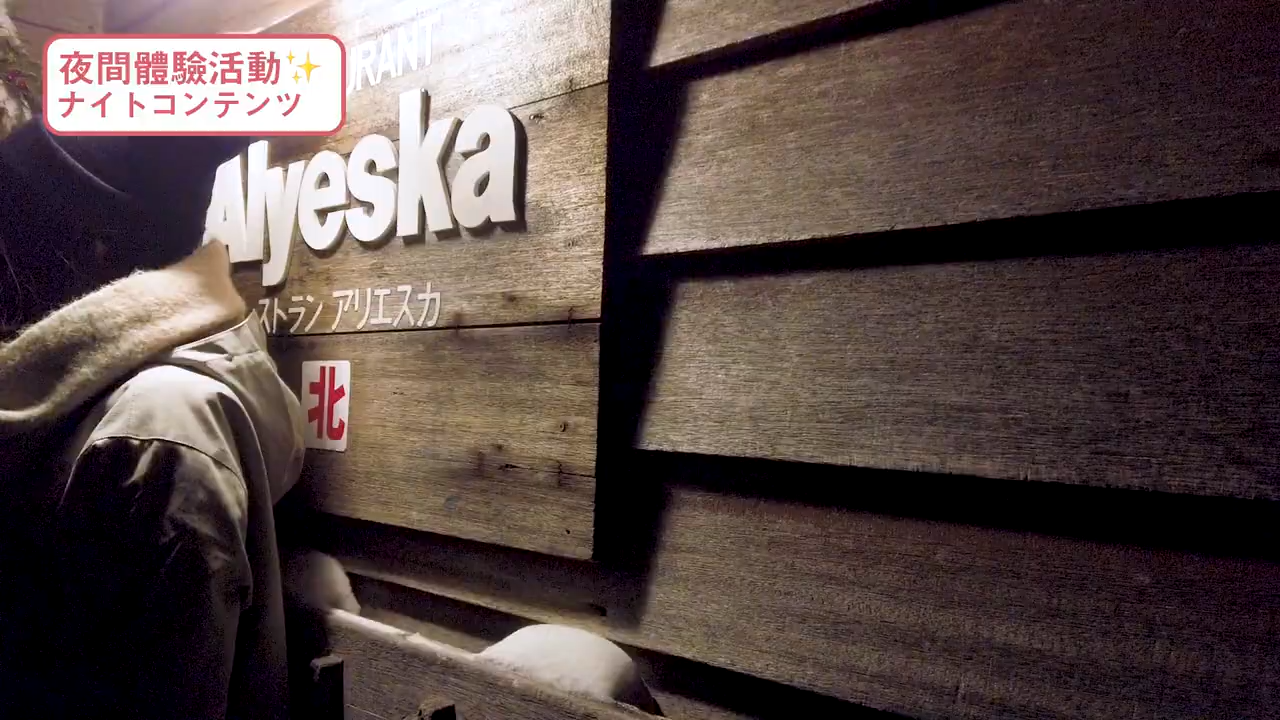 夜間體驗活動✨
ナイトコンテンツ
Alyeska
ストラン アリエスカ
北